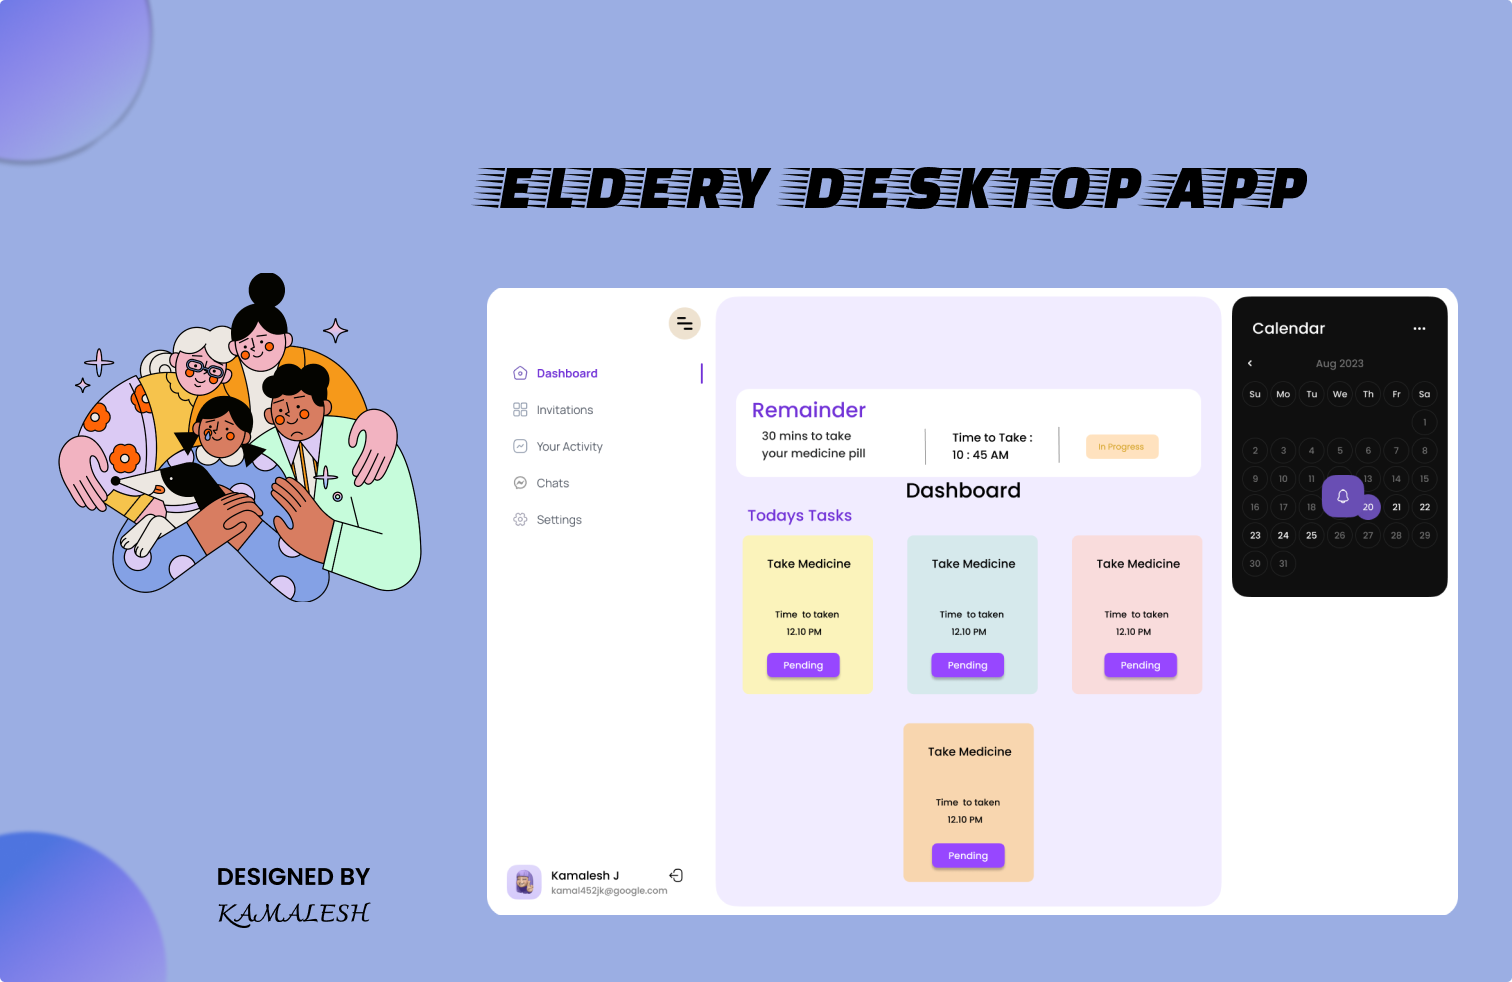 ELDERY DESKTOP APP
Dashboard
Invitations
Your Activity
Chats
Settings
Kamalesh J
kamal452jk@google.com
Remainder
30 mins to take
your medicine pill
Time to Take :
10 : 45 AM
In Progress
Dashboard
Todays Tasks
Take Medicine
Time to taken
12.10 PM
Pending
Take Medicine
Time to taken
12.10 PM
Pending
Take Medicine
Time to taken
12.10 PM
Pending
Take Medicine
Time to taken
12.10 PM
Pending
Calendar
Aug 2023
Su Mo Tu We Th Fr Sa
1
2 3 4 5 6 7 8
9 10 11 13 14 15
16 17 18 20 21 22
23 24 25 26 27 28 29
30 31
DESIGNED BY
KAMALESH